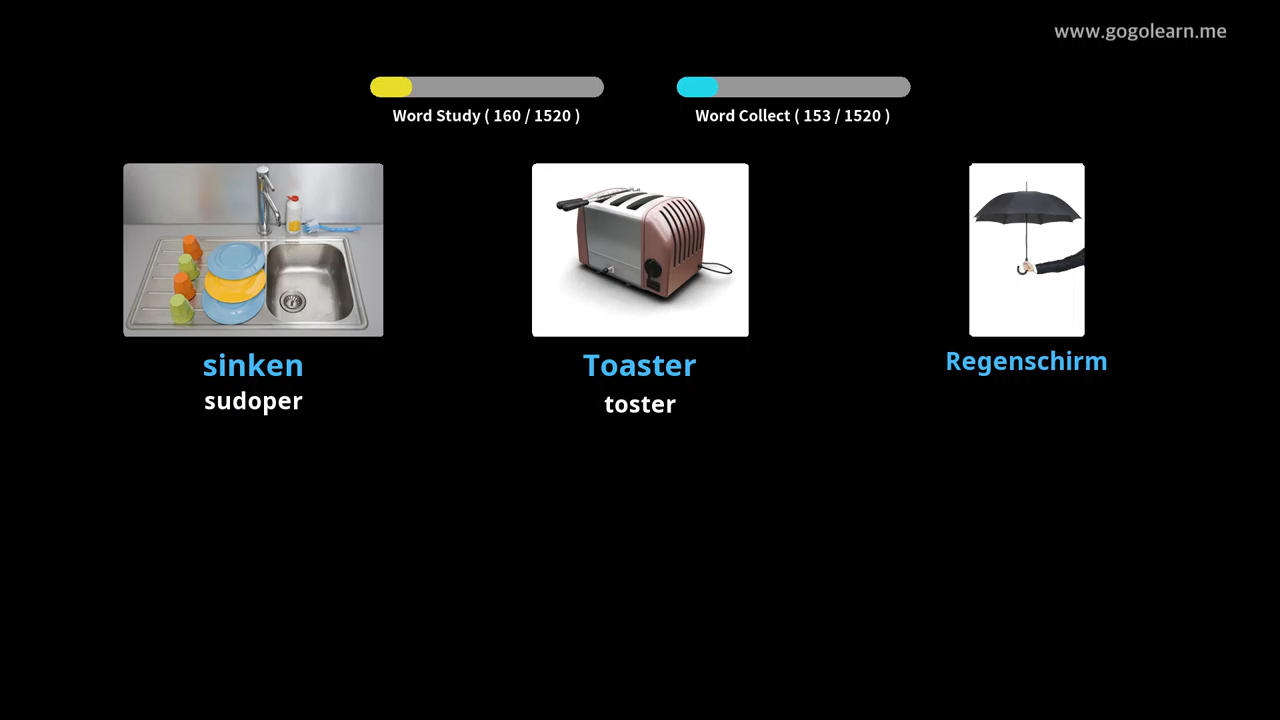 www.gogolearn.me
Word Study ( 160 / 1520 )
Word Collect ( 153 / 1520 )
sinken
sudoper
Toaster
toster
Regenschirm